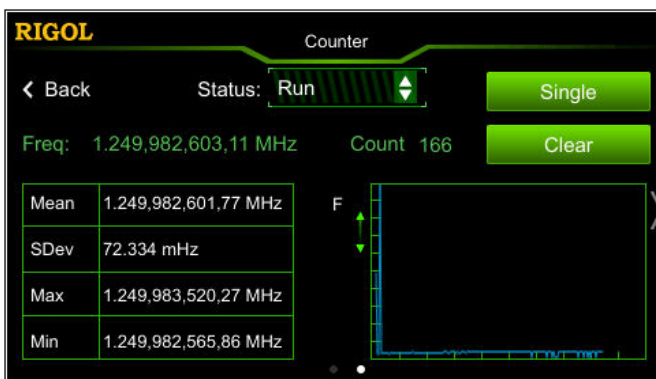 RIGOL
Counter
Back
Status: Run
Single
Freq: 1.249,982,603,11 MHz
Count 166
Clear
Mean 1.249,982,601,77 MHz
SDev 72.334 mHz
Max 1.249,983,520,27 MHz
Min 1.249,982,565,86 MHz
F